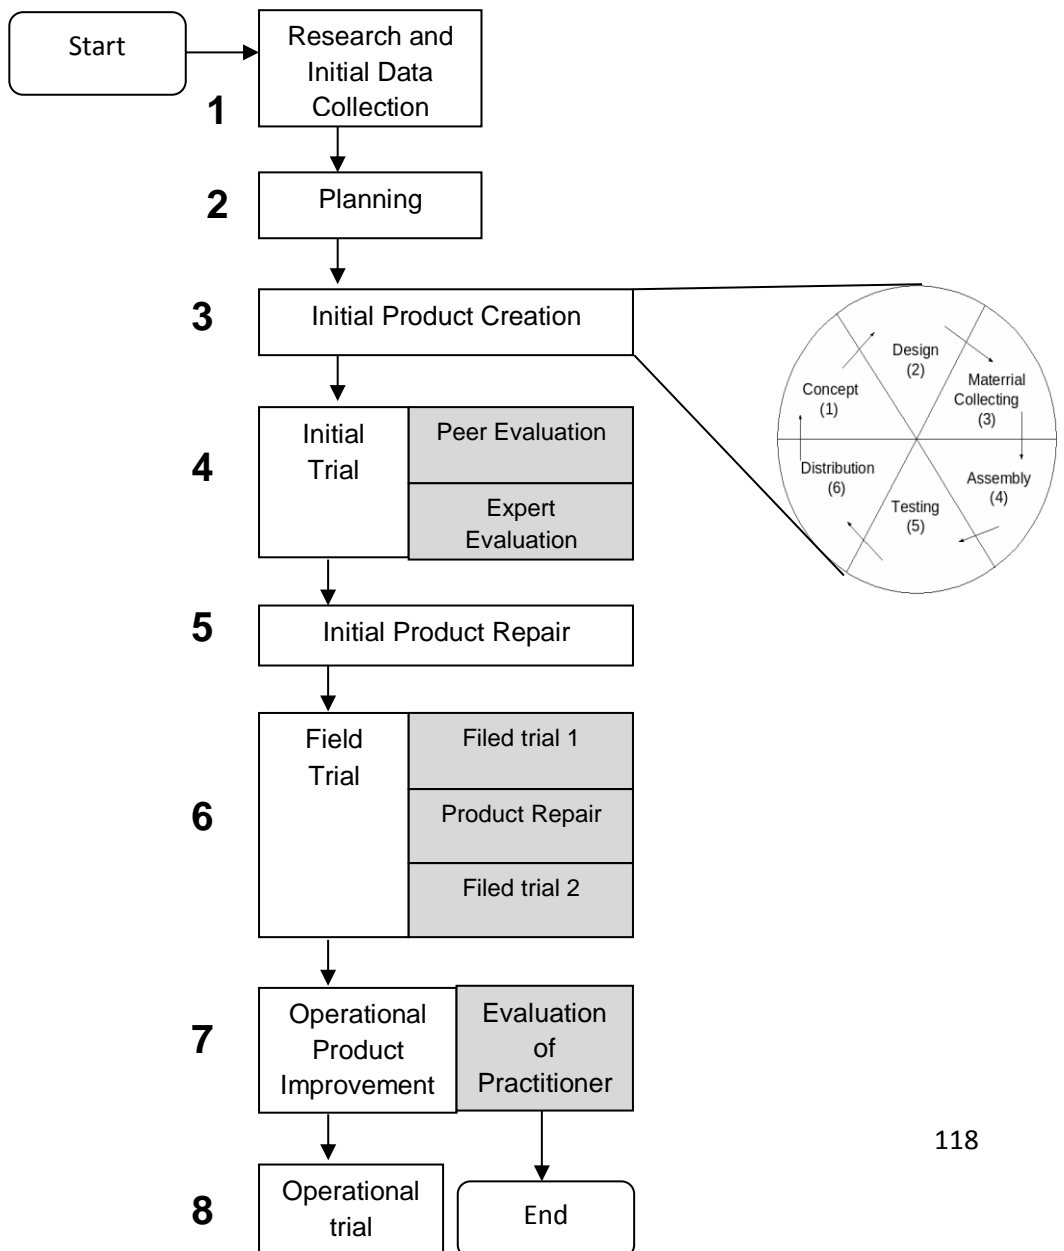 Start
Research and
Initial Data
Collection
1
Planning
2
Initial Product Creation
3
Design
(2)
Materrial
Collecting
(3)
Concept
(1)
Distribution
(6)
Assembly
(4)
Testing
(5)
Initial
Trial
Peer Evaluation
4
Expert
Evaluation
5
Initial Product Repair
Field
Trial
Filed trial 1
6
Product Repair
Filed trial 2
7
Operational
Product
Improvement
Evaluation
of
Practitioner
118
8
Operational
trial
End